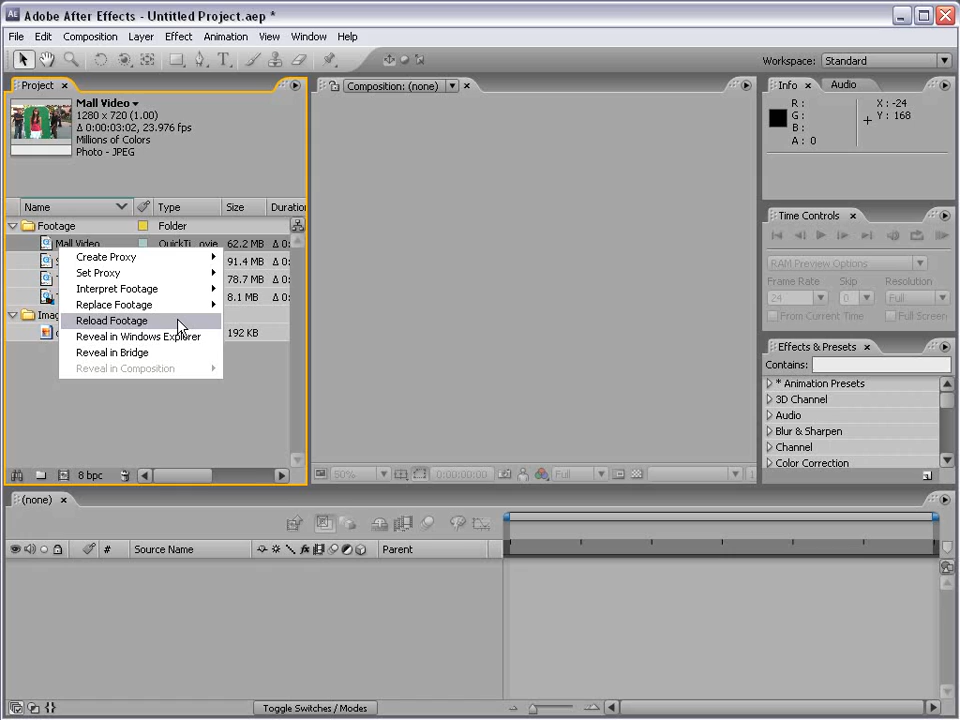 AE Adobe After Effects - Untitled Project.aep *
File Edit Composition Layer Effect Animation View Window Help
Workspace: Standard
Project
Mall Video
1280 x 720 (1.00)
Δ 0:00:03:02, 23.976 fps
Millions of Colors
Photo - JPEG
Name Type Size Duratio
Footage Folder
Mall Video 62.2 MB Δ 0:
91.4 MB Δ 0:
78.7 MB Δ 0:
8.1 MB Δ 0:
192 KB
Create Proxy
Set Proxy
Interpret Footage
Replace Footage
Reload Footage
Reveal in Windows Explorer
Reveal in Bridge
Reveal in Composition
8 bpc
Composition: (none)
50% 0:00:00:00 Full
Info Audio
R : X : -24
G : Y : 168
B :
A : 0
Time Controls
RAM Preview Options
Frame Rate Skip Resolution
24 0 Full
From Current Time Full Screen
Effects & Presets
Contains:
* Animation Presets
3D Channel
Audio
Blur & Sharpen
Channel
Color Correction
(none)
# Source Name Parent
Toggle Switches / Modes